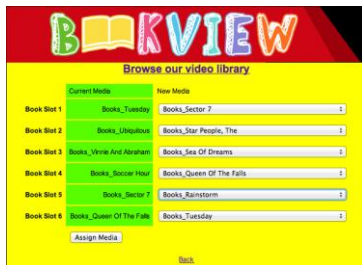 BOOKVIEW
Browse our video library
Current Media New Media
Book Slot 1 Books_Tuesday Books_Sector 7
Book Slot 2 Books_Ubiquitous Books_Star People, The
Book Slot 3 Books_Vinnie And Abraham Books_Sea Of Dreams
Book Slot 4 Books_Soccer Hour Books_Queen Of The Falls
Book Slot 5 Books_Sector 7 Books_Rainstorm
Book Slot 6 Books_Queen Of The Falls Books_Tuesday
Assign Media
Back